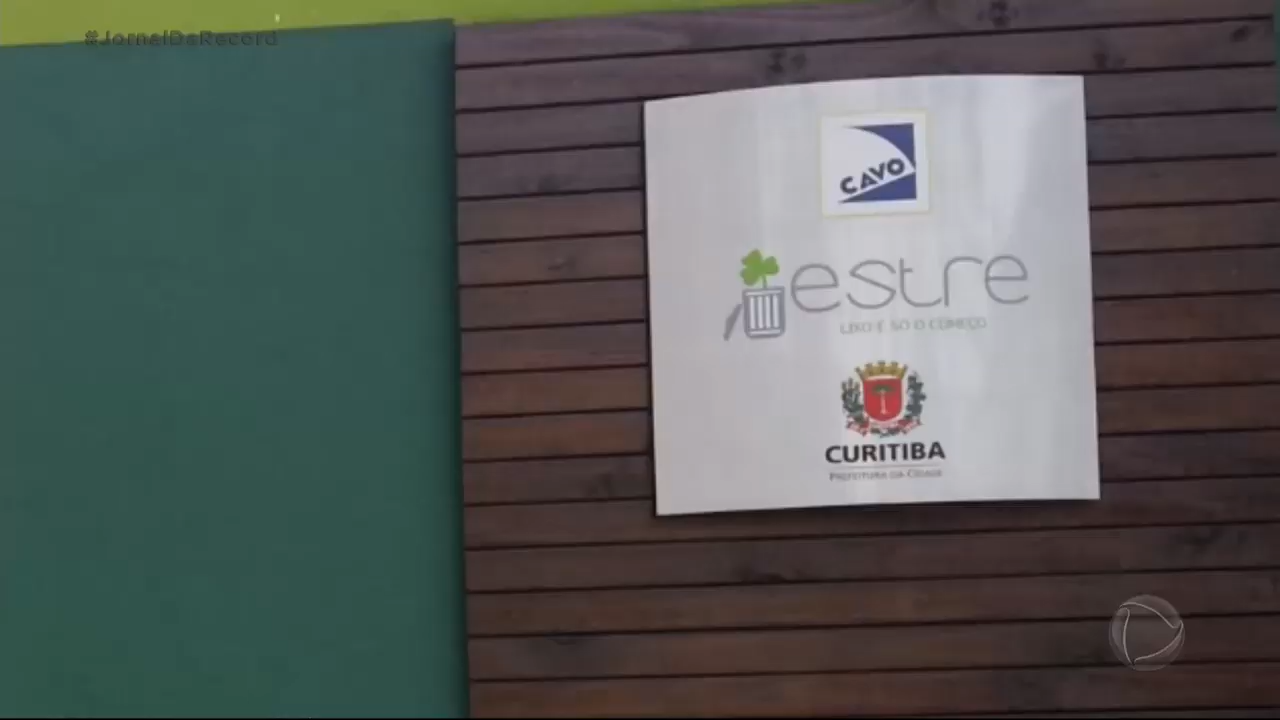 #JornalDaRecord
CAVO
estre
LIXO É SÓ O COMEÇO
CURITIBA
PREFEITURA DA CIDADE